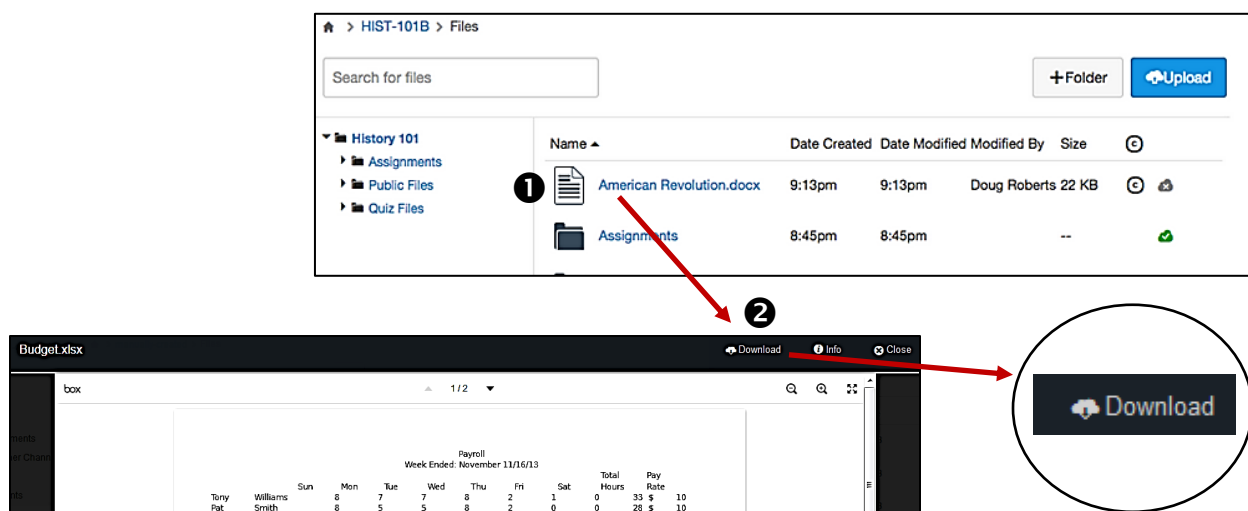 > HIST-101B > Files
Search for files
+Folder
Upload
History 101
Assignments
Public Files
Quiz Files
Name Date Created Date Modified Modified By Size ©
1 American Revolution.docx 9:13pm 9:13pm Doug Roberts 22 KB ©
Assignments 8:45pm 8:45pm --
2
Budget.xlsx Download Info Close
box 1/2
Download
Payroll
Week Ended: November 11/16/13
Total Pay
Sun Mon Tue Wed Thu Fri Sat Hours Rate
Tony Williams 8 7 7 8 2 1 0 33 $ 10
Pat Smith 8 5 5 8 2 0 0 28 $ 10